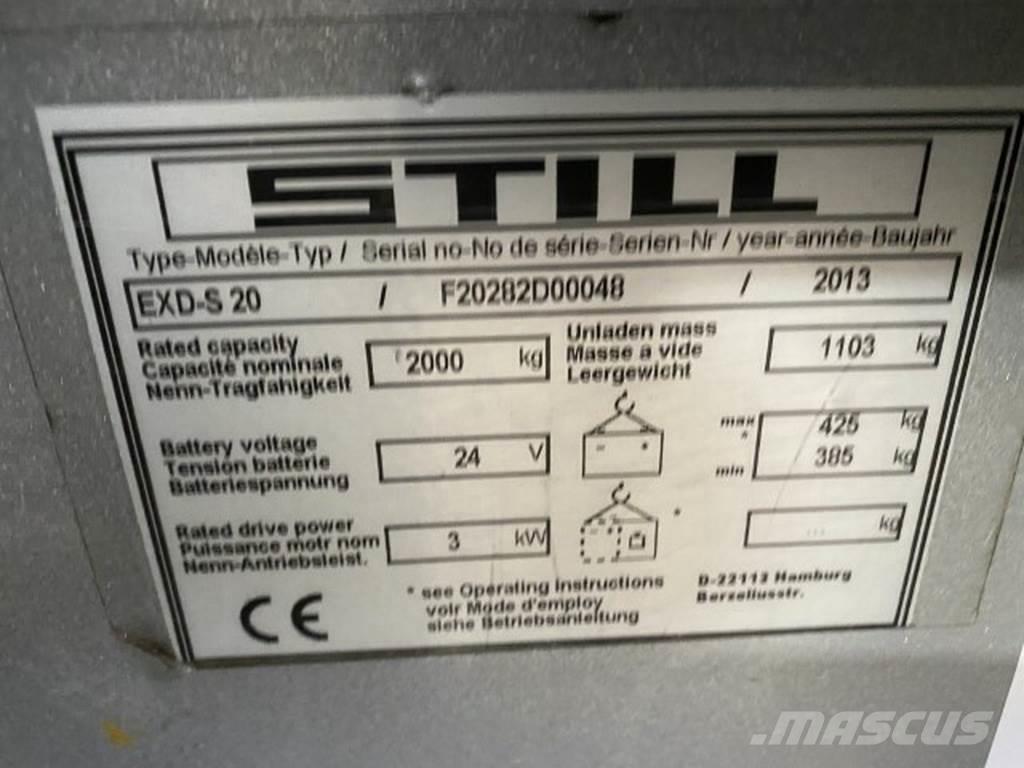 STILL
Type-Modèle-Typ / Serial no-No de série-Serien-Nr / year-année-Baujahr
EXD-S 20 / F20282D00048 / 2013
Rated capacity
Capacité nominale
Nenn-Tragfahigkeit
2000 kg
Unladen mass
Masse a vide
Leergewicht
1103 kg
Battery voltage
Tension batterie
Batteriespannung
24 V
max 425 kg
*
min 385 kg
Rated drive power
Puissance motr nom
Nenn-Antriebsleist.
3 kW
*
... kg
CE
* see Operating Instructions
voir Mode d'employ
siehe Betriebsanleitung
D-22113 Hamburg
Berzeliusstr.
MASCUS